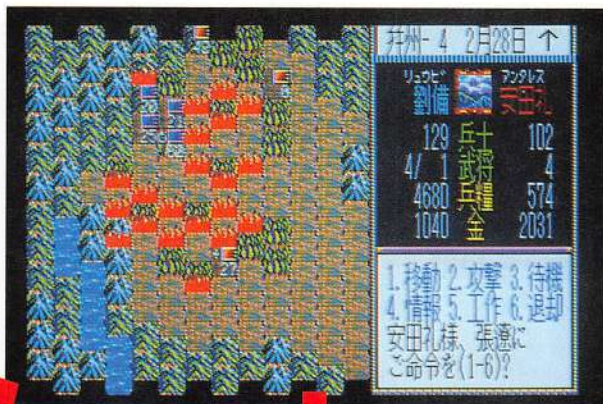 并州-4 2月28日 ↑
リュウビ アンタレス
劉備 安田礼
129 兵士 102
4/ 1 武将 4
4680 兵糧 574
1040 金 2031
1.移動 2.攻撃 3.待機
4.情報 5.工作 6.退却
安田礼様、張遼に
ご命令を(1-6)?
20
21
27